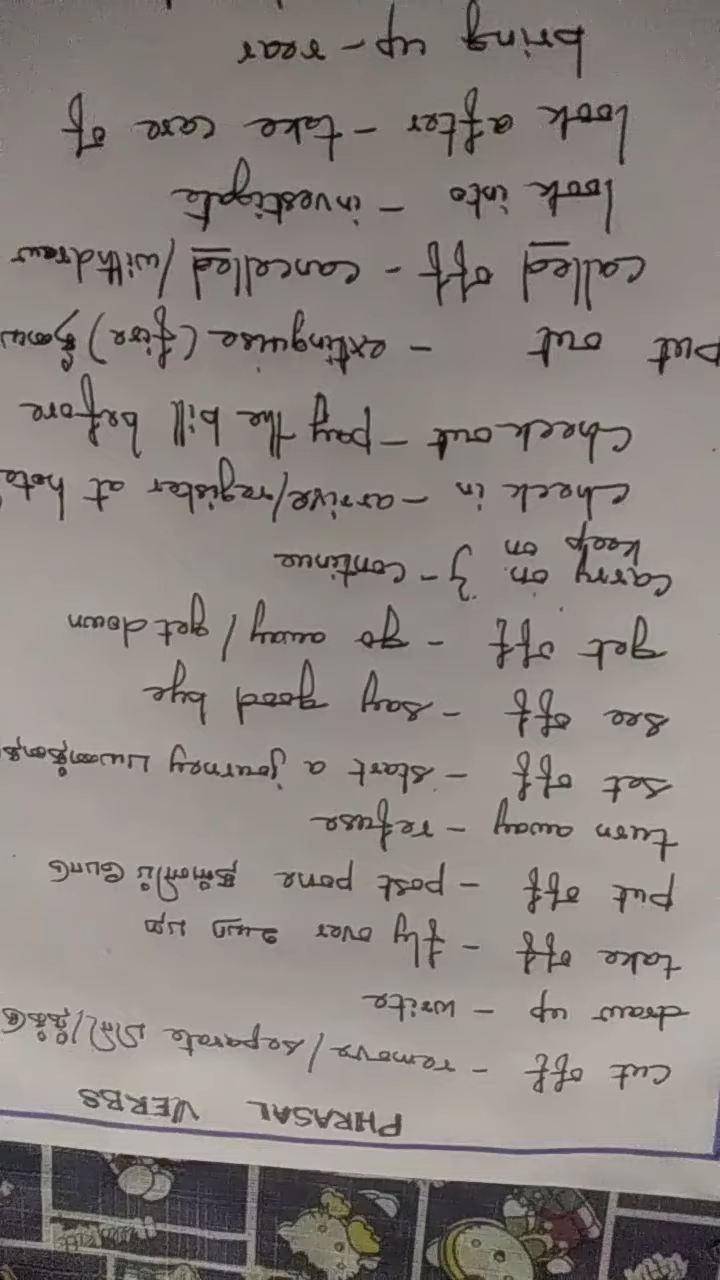 PHRASAL VERBS
cut off - remove/separate
draw up - write
take off - fly over
put off - post pone
turn away - refuse
set off - start a journey
see off - say good bye
get off - go away / get down
carry on } - continue
keep on
check in - arrive/register at
check out - pay the bill before
put out - extinguise (fire)
called off - cancelled/withdraw
look into - investigate
look after - take care of
bring up - rear